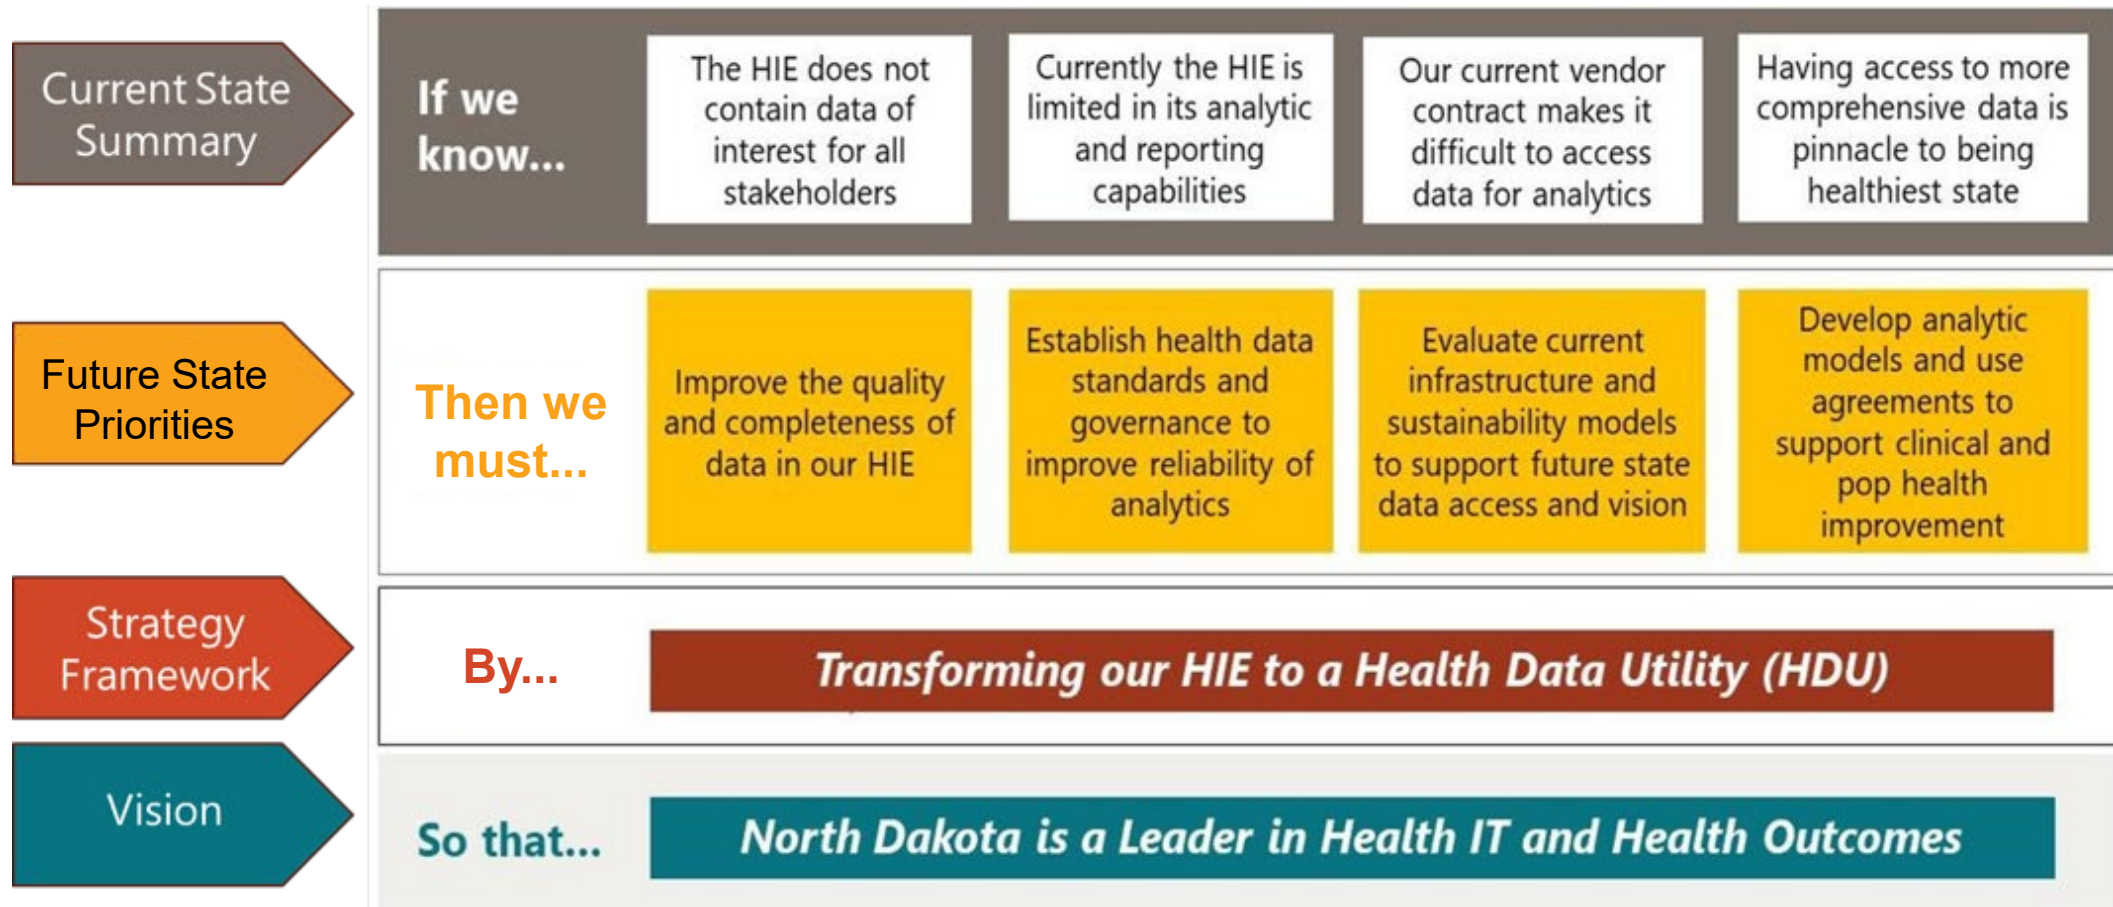 Current State
Summary
If we
know...
The HIE does not
contain data of
interest for all
stakeholders
Currently the HIE is
limited in its analytic
and reporting
capabilities
Our current vendor
contract makes it
difficult to access
data for analytics
Having access to more
comprehensive data is
pinnacle to being
healthiest state
Future State
Priorities
Then we
must...
Improve the quality
and completeness of
data in our HIE
Establish health data
standards and
governance to
improve reliability of
analytics
Evaluate current
infrastructure and
sustainability models
to support future state
data access and vision
Develop analytic
models and use
agreements to
support clinical and
pop health
improvement
Strategy
Framework
By...
Transforming our HIE to a Health Data Utility (HDU)
Vision
So that...
North Dakota is a Leader in Health IT and Health Outcomes